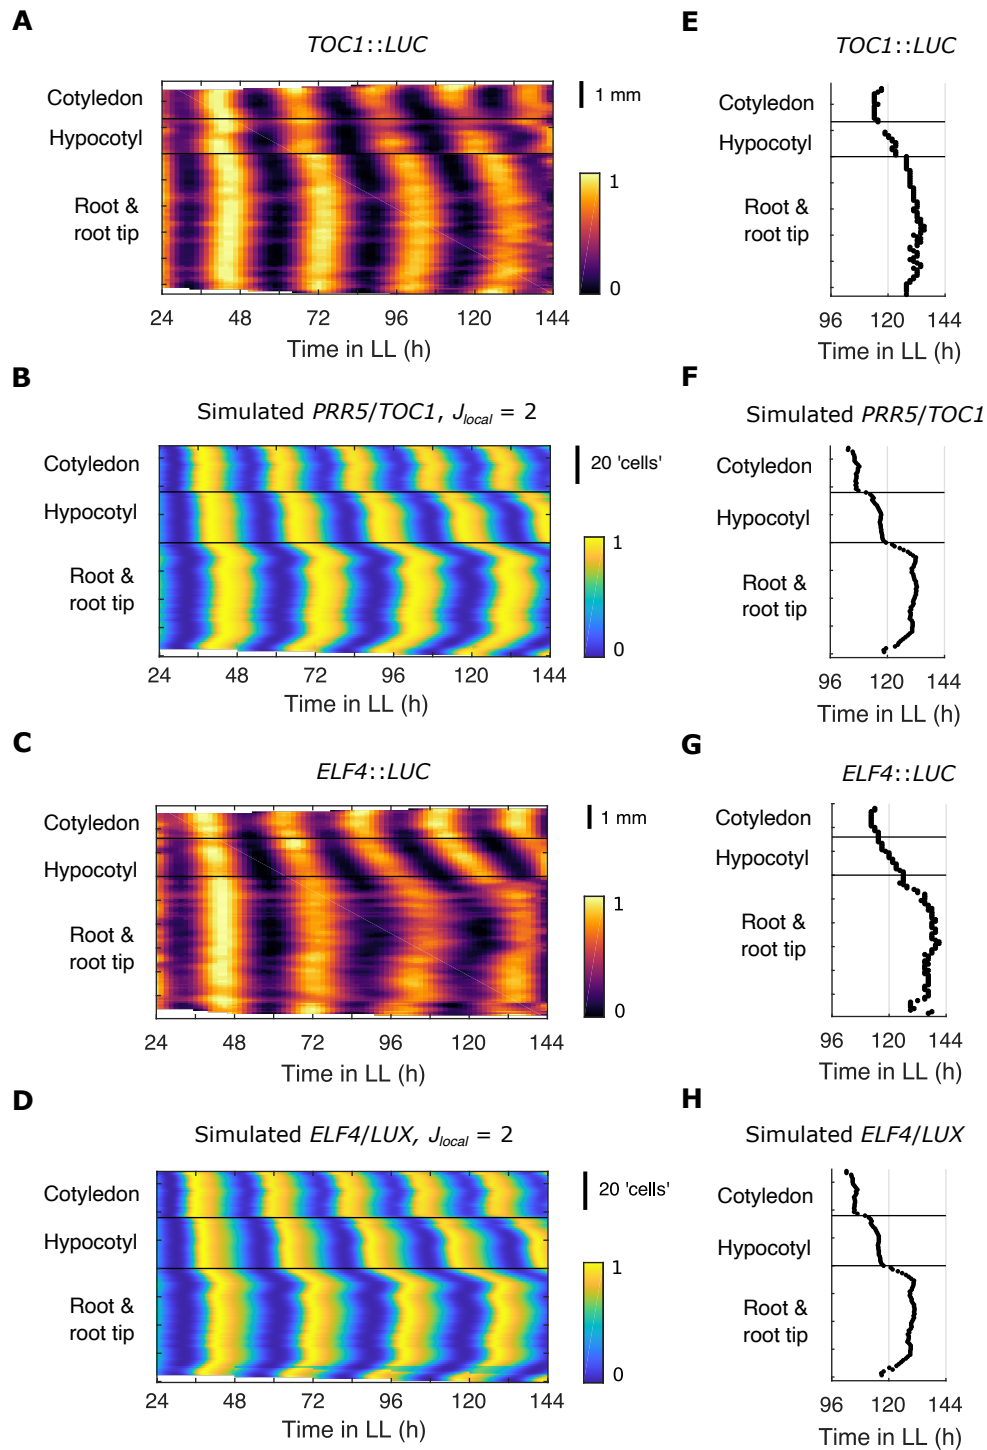 A
TOC1::LUC
Cotyledon
Hypocotyl
Root &
root tip
1 mm
1
0
24 48 72 96 120 144
Time in LL (h)
E
TOC1::LUC
Cotyledon
Hypocotyl
Root &
root tip
96 120 144
Time in LL (h)
B
Simulated PRR5/TOC1, Jlocal = 2
Cotyledon
Hypocotyl
Root &
root tip
20 'cells'
1
0
24 48 72 96 120 144
Time in LL (h)
F
Simulated PRR5/TOC1
Cotyledon
Hypocotyl
Root &
root tip
96 120 144
Time in LL (h)
C
ELF4::LUC
Cotyledon
Hypocotyl
Root &
root tip
1 mm
1
0
24 48 72 96 120 144
Time in LL (h)
G
ELF4::LUC
Cotyledon
Hypocotyl
Root &
root tip
96 120 144
Time in LL (h)
D
Simulated ELF4/LUX, Jlocal = 2
Cotyledon
Hypocotyl
Root &
root tip
20 'cells'
1
0
24 48 72 96 120 144
Time in LL (h)
H
Simulated ELF4/LUX
Cotyledon
Hypocotyl
Root &
root tip
96 120 144
Time in LL (h)